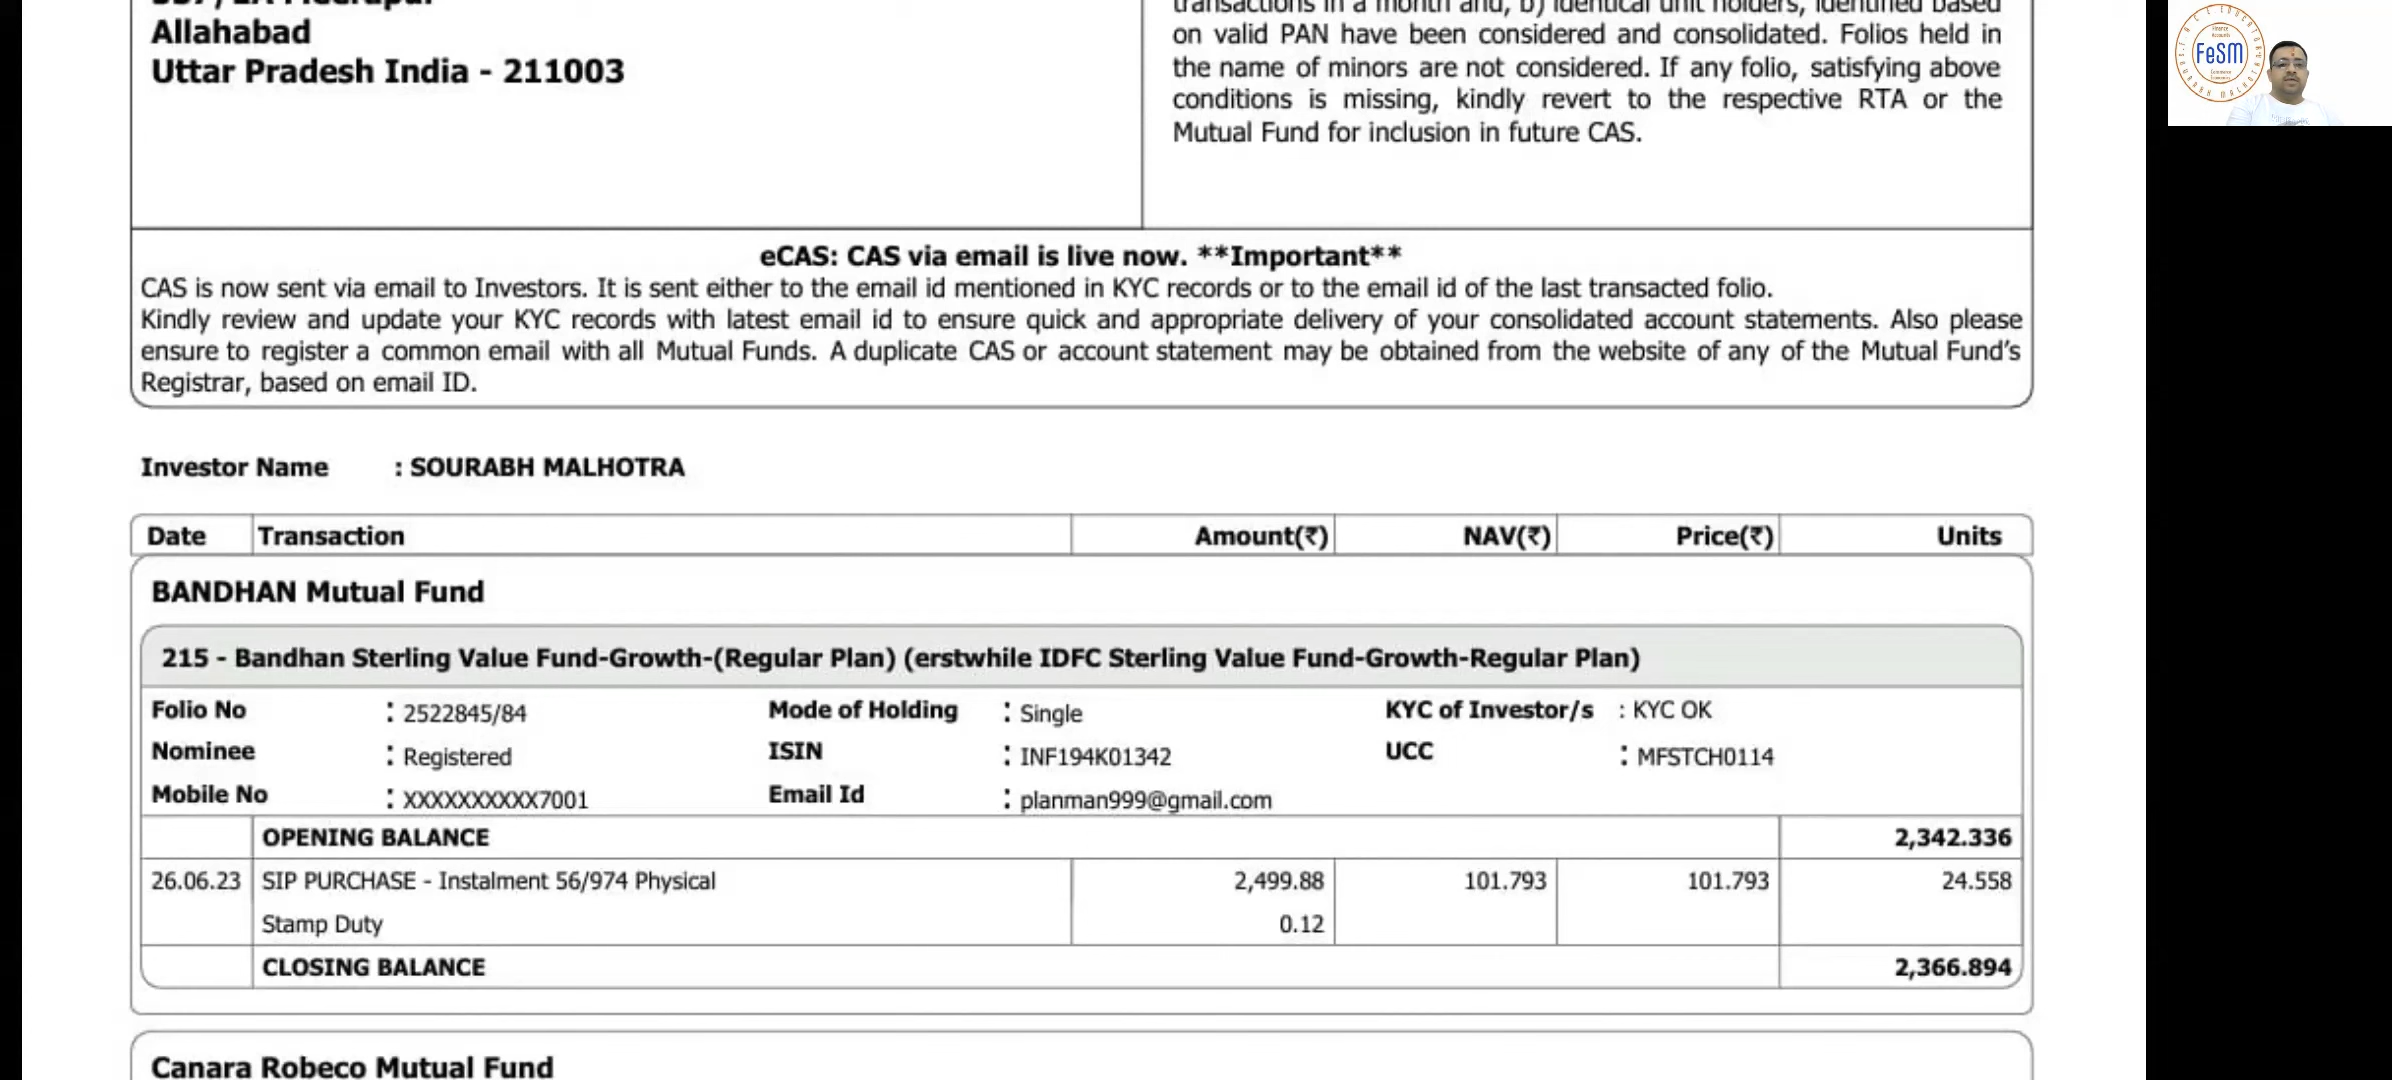 Allahabad
Uttar Pradesh India - 211003
transactions in a month and, b) identical unit holders, identified based
on valid PAN have been considered and consolidated. Folios held in
the name of minors are not considered. If any folio, satisfying above
conditions is missing, kindly revert to the respective RTA or the
Mutual Fund for inclusion in future CAS.
FeSM
eCAS: CAS via email is live now. **Important**
CAS is now sent via email to Investors. It is sent either to the email id mentioned in KYC records or to the email id of the last transacted folio.
Kindly review and update your KYC records with latest email id to ensure quick and appropriate delivery of your consolidated account statements. Also please
ensure to register a common email with all Mutual Funds. A duplicate CAS or account statement may be obtained from the website of any of the Mutual Fund's
Registrar, based on email ID.
Investor Name : SOURABH MALHOTRA
Date Transaction Amount(₹) NAV(₹) Price(₹) Units
BANDHAN Mutual Fund
215 - Bandhan Sterling Value Fund-Growth-(Regular Plan) (erstwhile IDFC Sterling Value Fund-Growth-Regular Plan)
Folio No : 2522845/84 Mode of Holding : Single KYC of Investor/s : KYC OK
Nominee : Registered ISIN : INF194K01342 UCC : MFSTCH0114
Mobile No : XXXXXXXXXX7001 Email Id : planman999@gmail.com
OPENING BALANCE 2,342.336
26.06.23 SIP PURCHASE - Instalment 56/974 Physical 2,499.88 101.793 101.793 24.558
Stamp Duty 0.12
CLOSING BALANCE 2,366.894
Canara Robeco Mutual Fund